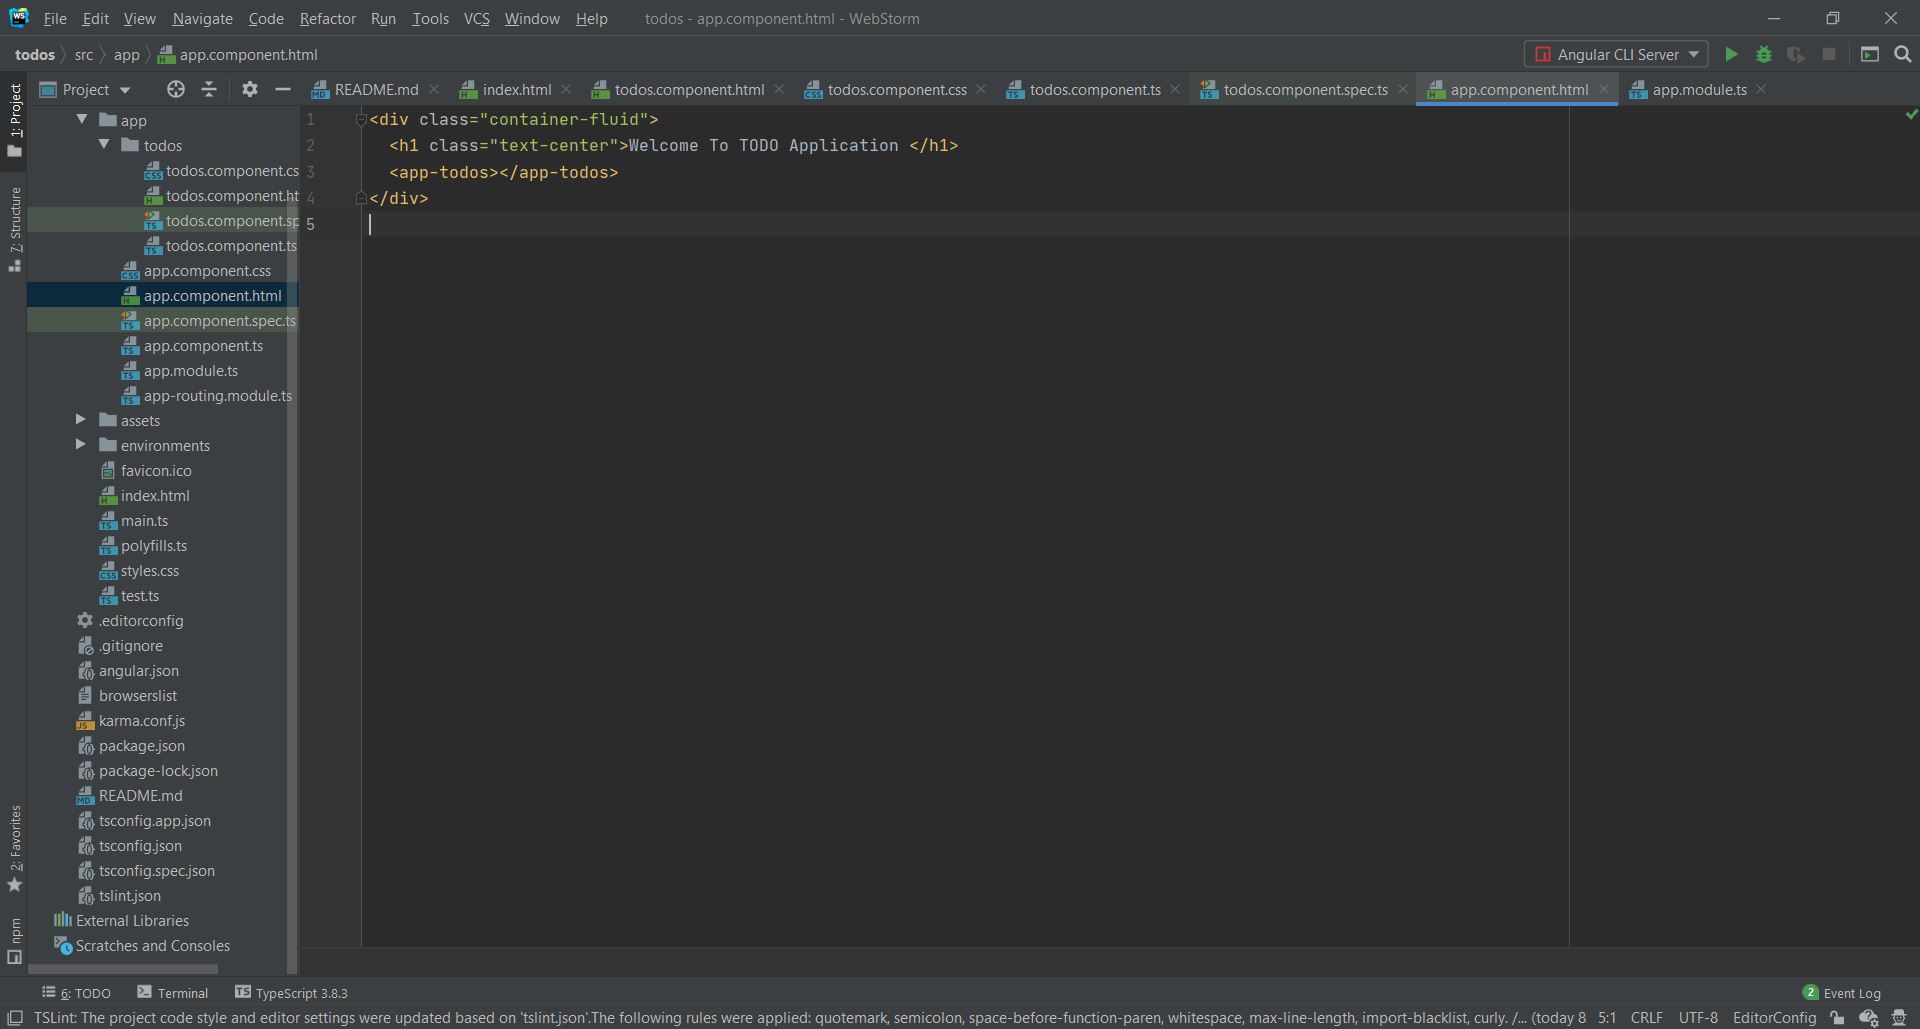 WS File Edit View Navigate Code Refactor Run Tools VCS Window Help todos - app.component.html - WebStorm
todos src app app.component.html Angular CLI Server
Project README.md index.html todos.component.html todos.component.css todos.component.ts todos.component.spec.ts app.component.html app.module.ts
1: Project
7: Structure
2: Favorites
npm
app
todos
todos.component.cs
todos.component.ht
todos.component.sp
todos.component.ts
app.component.css
app.component.html
app.component.spec.ts
app.component.ts
app.module.ts
app-routing.module.ts
assets
environments
favicon.ico
index.html
main.ts
polyfills.ts
styles.css
test.ts
.editorconfig
.gitignore
angular.json
browserslist
karma.conf.js
package.json
package-lock.json
README.md
tsconfig.app.json
tsconfig.json
tsconfig.spec.json
tslint.json
External Libraries
Scratches and Consoles
1 <div class="container-fluid">
2 <h1 class="text-center">Welcome To TODO Application </h1>
3 <app-todos></app-todos>
4 </div>
5
6: TODO Terminal TS TypeScript 3.8.3 2 Event Log
TSLint: The project code style and editor settings were updated based on 'tslint.json'.The following rules were applied: quotemark, semicolon, space-before-function-paren, whitespace, max-line-length, import-blacklist, curly. /... (today 8 5:1 CRLF UTF-8 EditorConfig